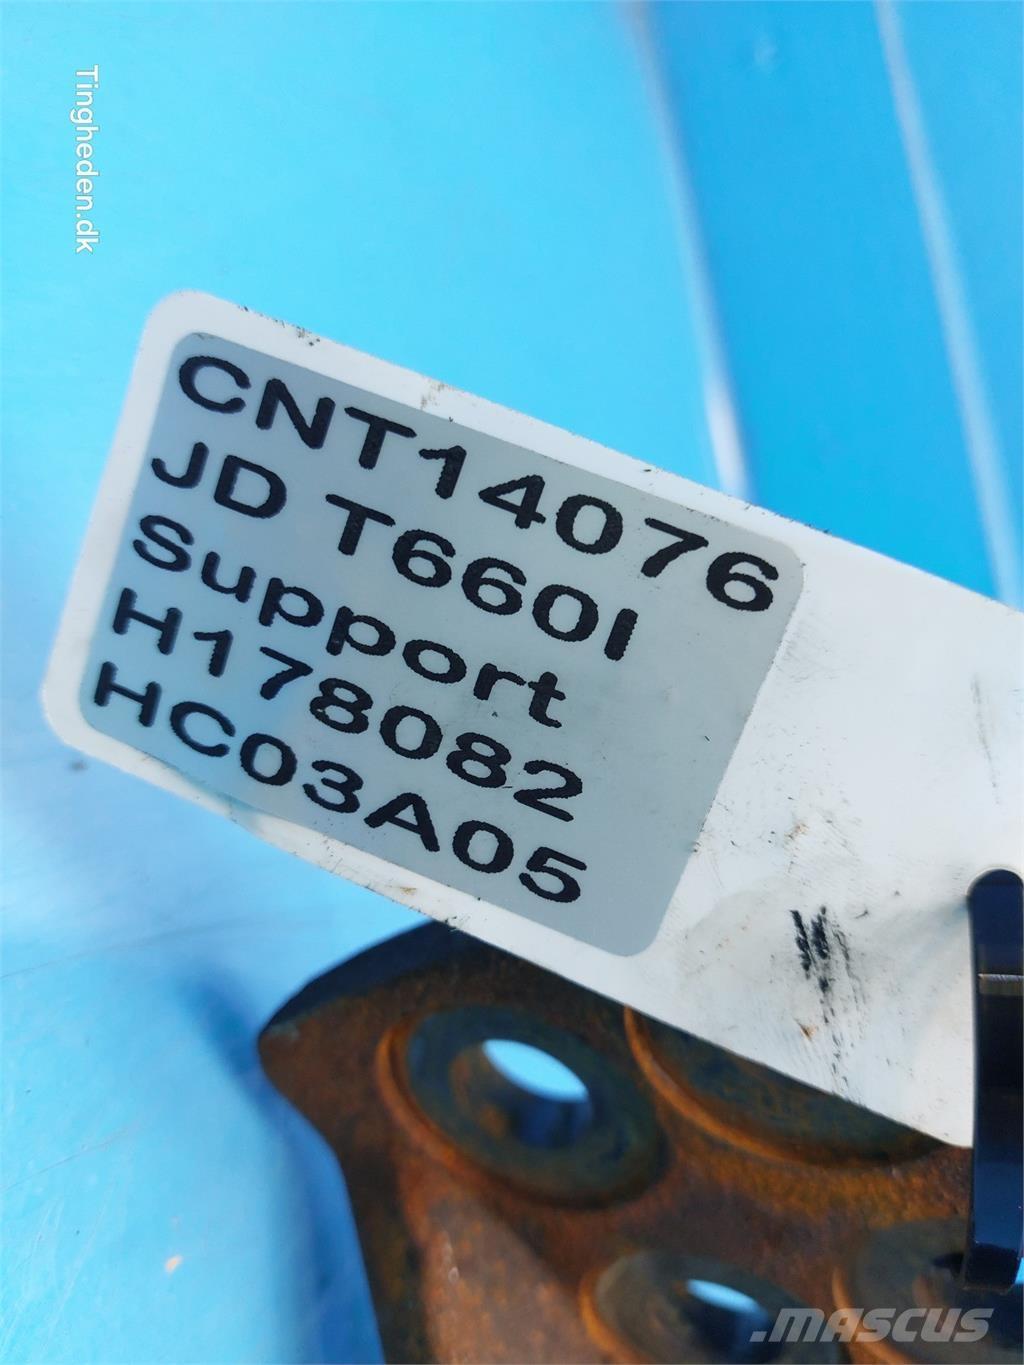 Tingheden.dk
CNT14076
JD T660I
Support
H178082
HC03A05
.MASCUS